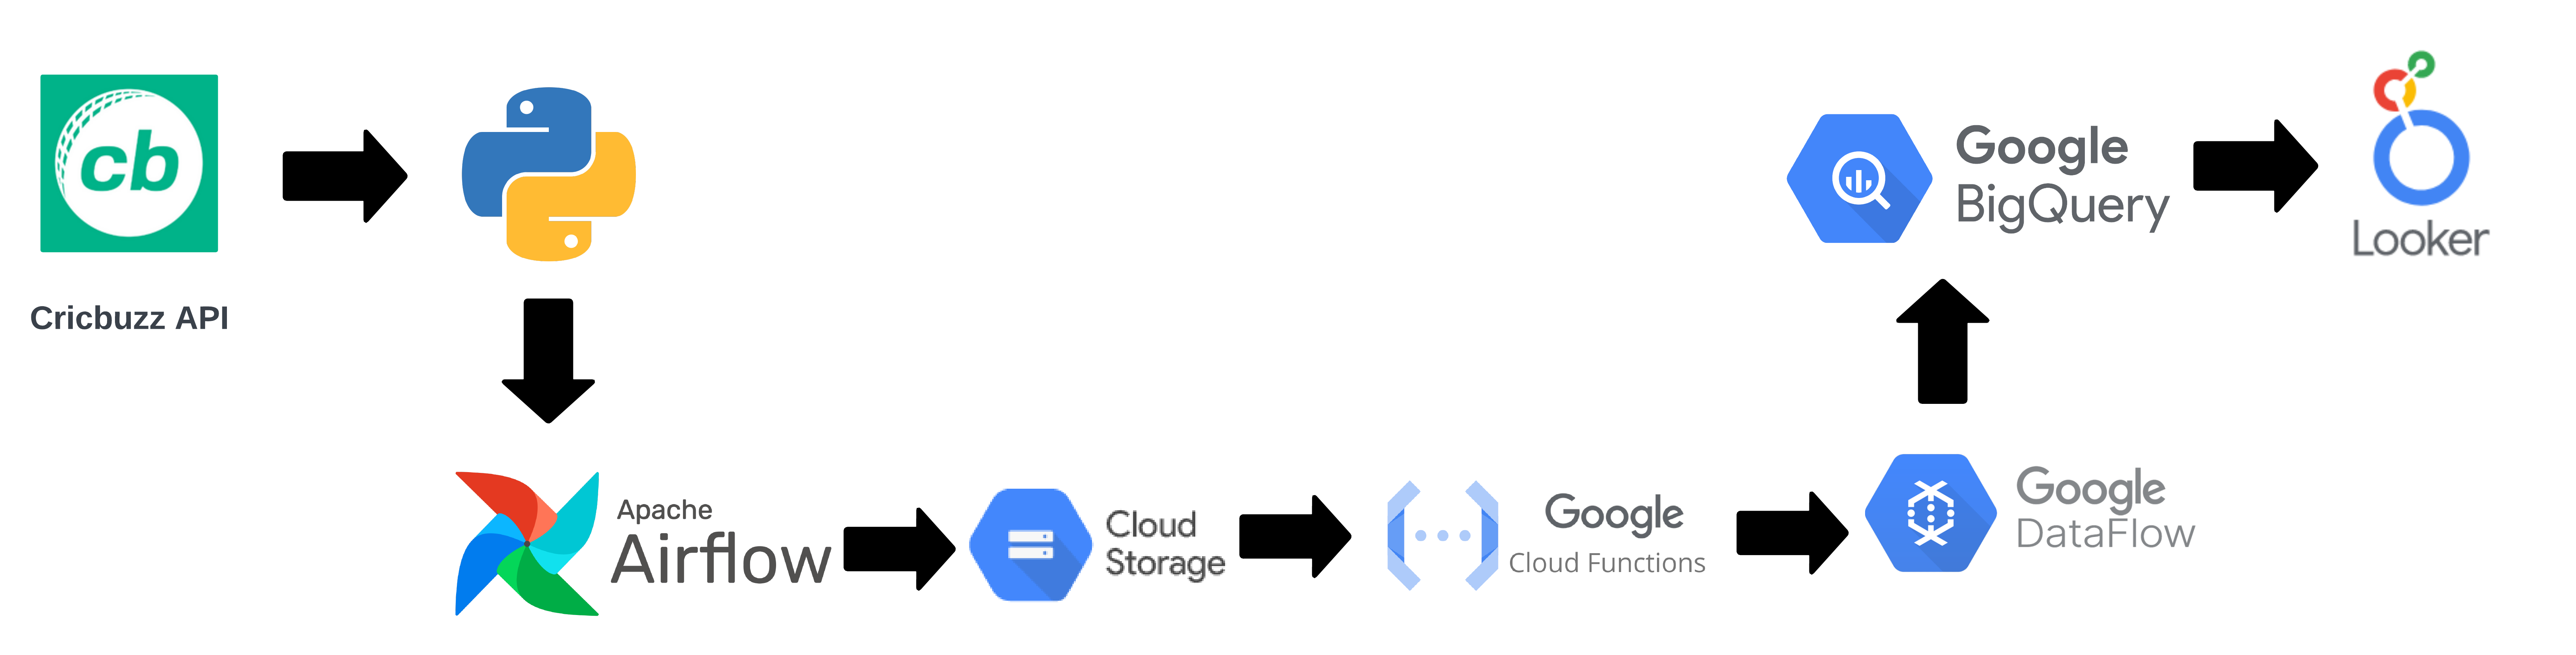 cb
Cricbuzz API
Google
BigQuery
Looker
Apache
Airflow
Cloud
Storage
Google
Cloud Functions
Google
DataFlow